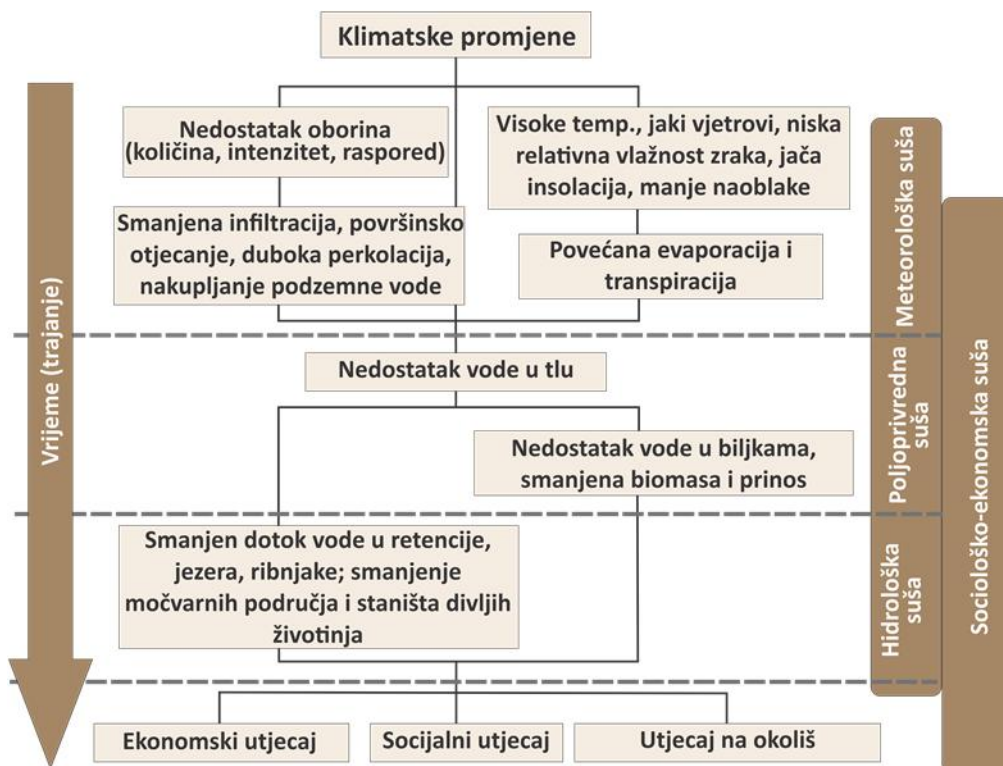 Klimatske promjene
Nedostatak oborina
(količina, intenzitet, raspored)
Visoke temp., jaki vjetrovi, niska
relativna vlažnost zraka, jača
insolacija, manje naoblake
Smanjena infiltracija, površinsko
otjecanje, duboka perkolacija,
nakupljanje podzemne vode
Povećana evaporacija i
transpiracija
Nedostatak vode u tlu
Nedostatak vode u biljkama,
smanjena biomasa i prinos
Smanjen dotok vode u retencije,
jezera, ribnjake; smanjenje
močvarnih područja i staništa divljih
životinja
Ekonomski utjecaj
Socijalni utjecaj
Utjecaj na okoliš
Vrijeme (trajanje)
Meteorološka suša
Poljoprivredna
suša
Hidrološka
suša
Sociološko-ekonomska suša